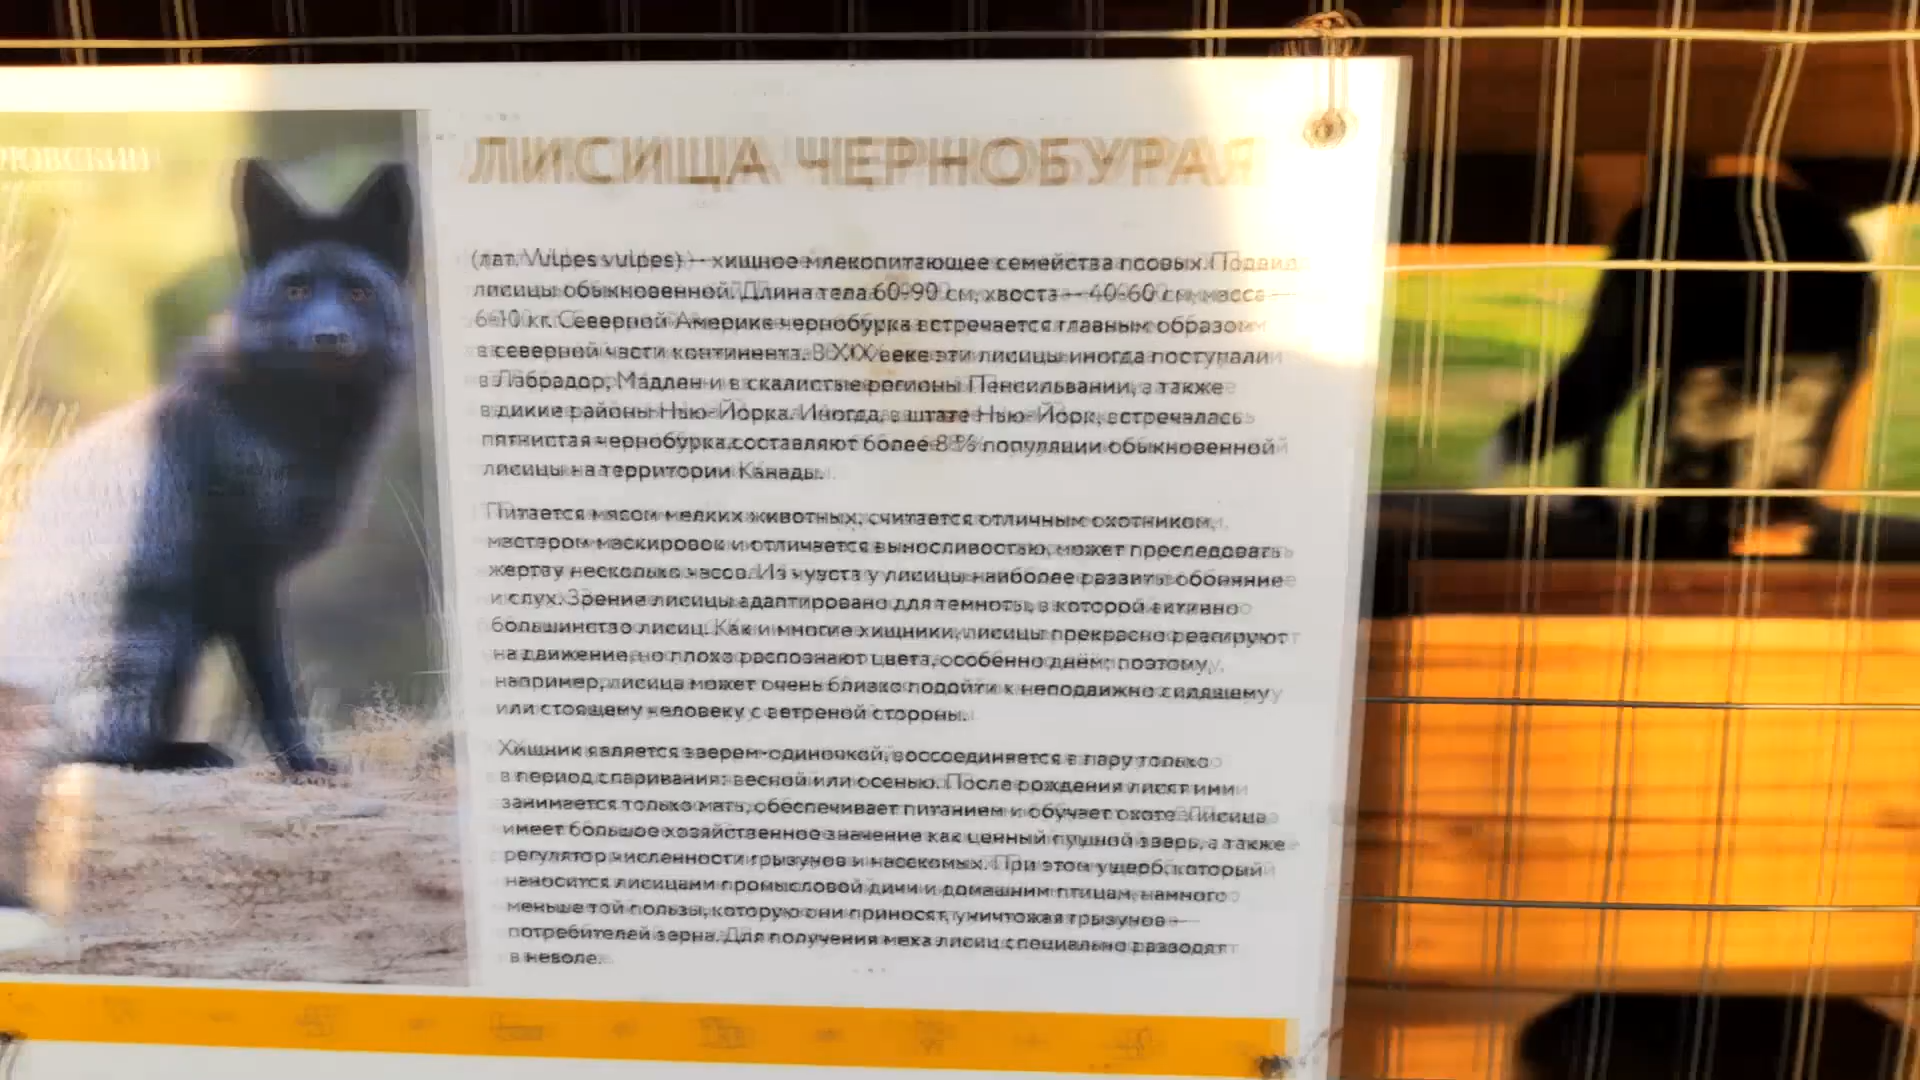 ЛИСИЦА ЧЕРНОБУРАЯ
(лат. Vulpes vulpes) — хищное млекопитающее семейства псовых. Подвид
лисицы обыкновенной. Длина тела 60-90 см, хвоста — 40-60 см, масса —
6-10 кг. Северной Америке чернобурка встречается главным образом
в северной части континента. В XIX веке эти лисицы иногда поступали
в Лабрадор, Мадлен и в скалистые регионы Пенсильвании, а также
в дикие районы Нью-Йорка. Иногда, в штате Нью-Йорк, встречалась
пятнистая чернобурка.составляют более 8 % популяции обыкновенной
лисицы на территории Канады.
Питается мясом мелких животных, считается отличным охотником,
мастером маскировок и отличается выносливостью, может преследовать
жертву несколько часов. Из чувств у лисицы наиболее развиты обоняние
и слух. Зрение лисицы адаптировано для темноты, в которой активно
большинство лисиц. Как и многие хищники, лисицы прекрасно реагируют
на движение, но плохо распознают цвета, особенно днём; поэтому,
например, лисица может очень близко подойти к неподвижно сидящему
или стоящему человеку с ветреной стороны.
Хищник является зверем-одиночкой, воссоединяется в пару только
в период спаривания: весной или осенью. После рождения лисят ими
занимается только мать, обеспечивает питанием и обучает охоте. Лисица
имеет большое хозяйственное значение как ценный пушной зверь, а также
регулятор численности грызунов и насекомых. При этом ущерб, который
наносится лисицами промысловой дичи и домашним птицам, намного
меньше той пользы, которую они приносят, уничтожая грызунов —
потребителей зерна. Для получения меха лисиц специально разводят
в неволе.